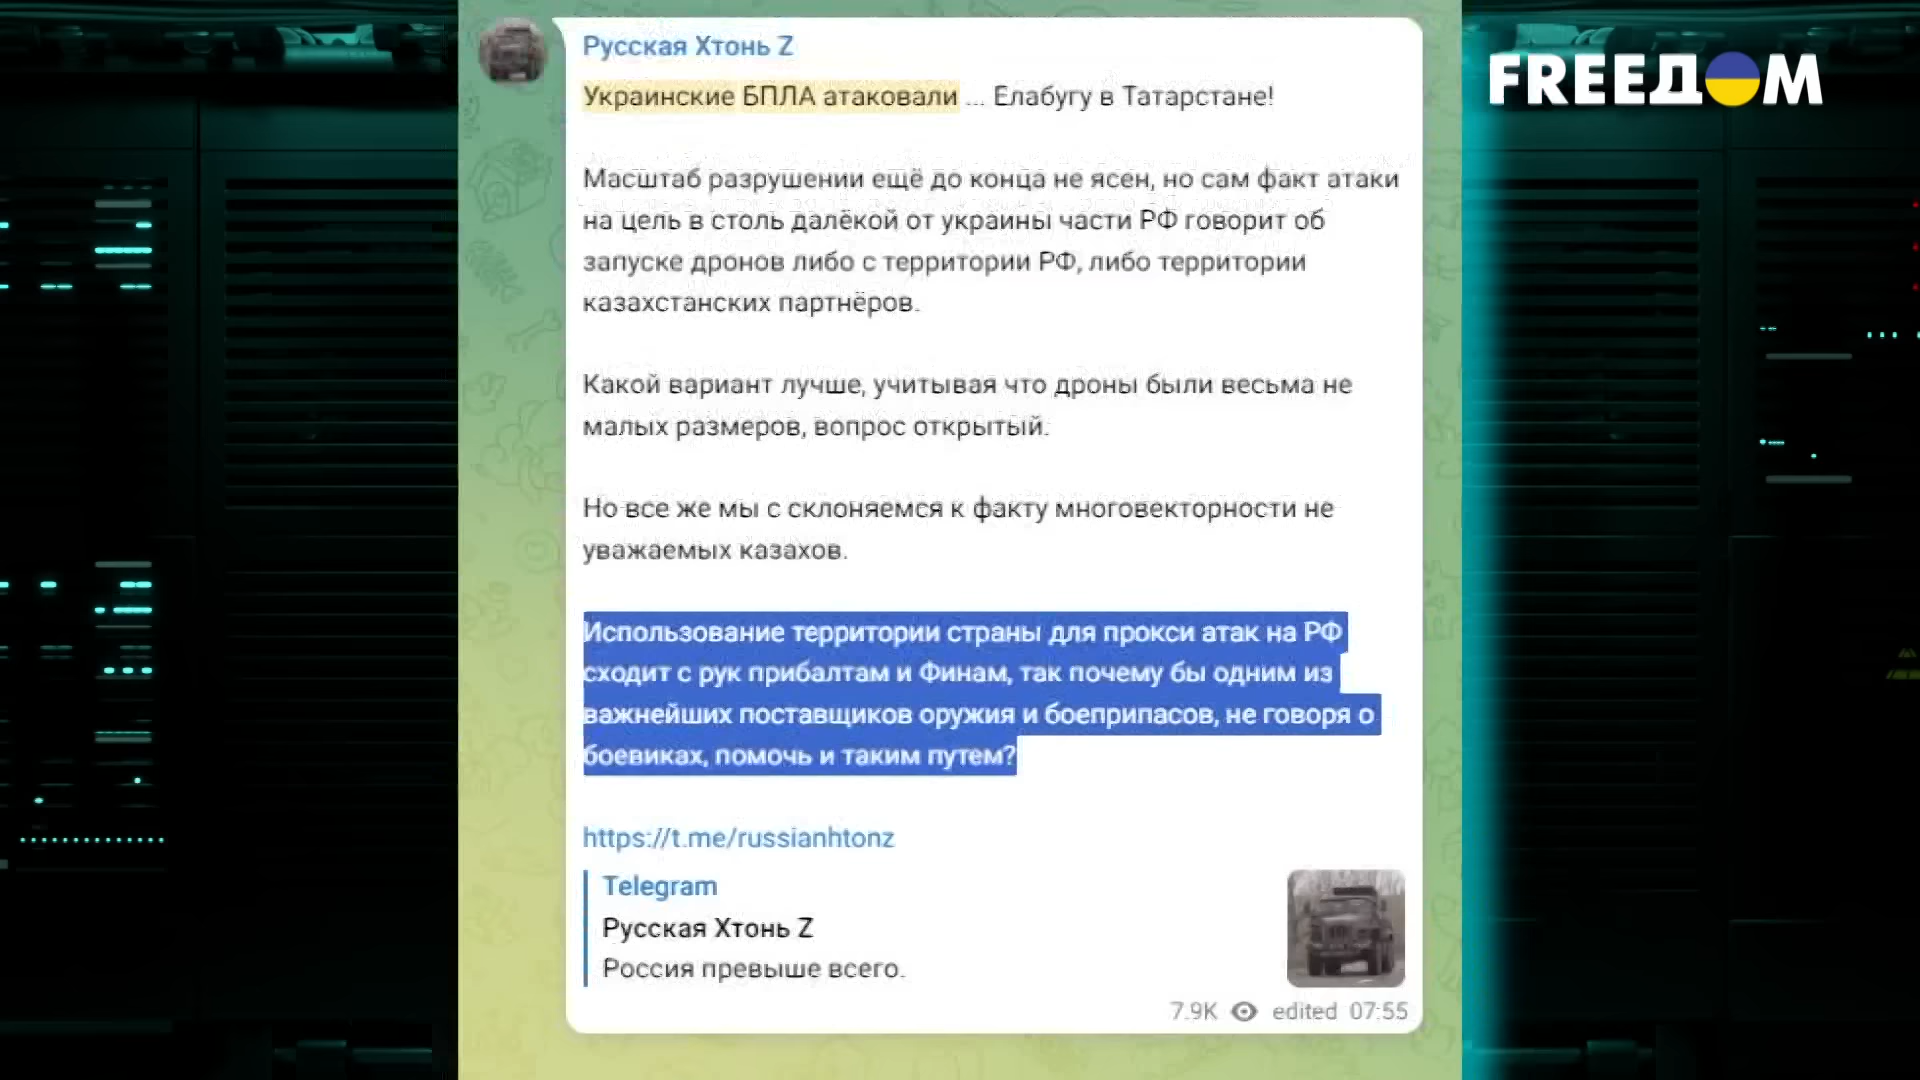 Русская Хтонь Z
FREEДOM
Украинские БПЛА атаковали ... Елабугу в Татарстане!
Масштаб разрушении ещё до конца не ясен, но сам факт атаки
на цель в столь далёкой от украины части РФ говорит об
запуске дронов либо с территории РФ, либо территории
казахстанских партнёров.
Какой вариант лучше, учитывая что дроны были весьма не
малых размеров, вопрос открытый.
Но все же мы с склоняемся к факту многовекторности не
уважаемых казахов.
Использование территории страны для прокси атак на РФ
сходит с рук прибалтам и Финам, так почему бы одним из
важнейших поставщиков оружия и боеприпасов, не говоря о
боевиках, помочь и таким путем?
https://t.me/russianhtonz
Telegram
Русская Хтонь Z
Россия превыше всего.
7.9K edited 07:55